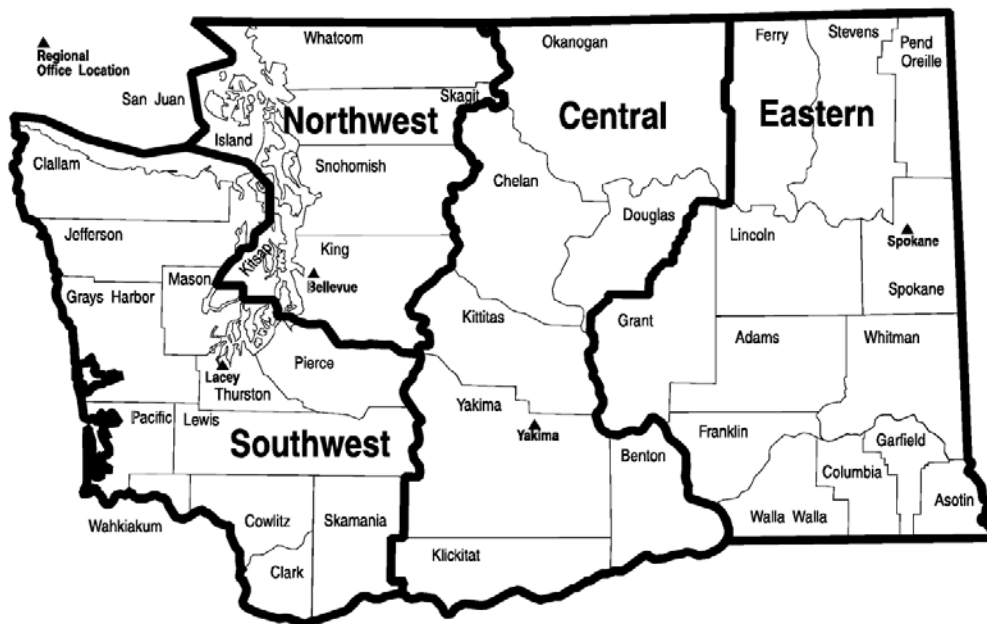 Regional
Office Location
Whatcom
San Juan
Skagit
Northwest
Island
Snohomish
Clallam
Jefferson
King
Kitsap
Mason
Bellevue
Grays Harbor
Pierce
Lacey
Thurston
Pacific
Lewis
Southwest
Wahkiakum
Cowlitz
Skamania
Clark
Okanogan
Central
Chelan
Douglas
Kittitas
Yakima
Yakima
Benton
Klickitat
Ferry
Stevens
Pend
Oreille
Eastern
Lincoln
Spokane
Spokane
Grant
Adams
Whitman
Franklin
Garfield
Columbia
Walla Walla
Asotin